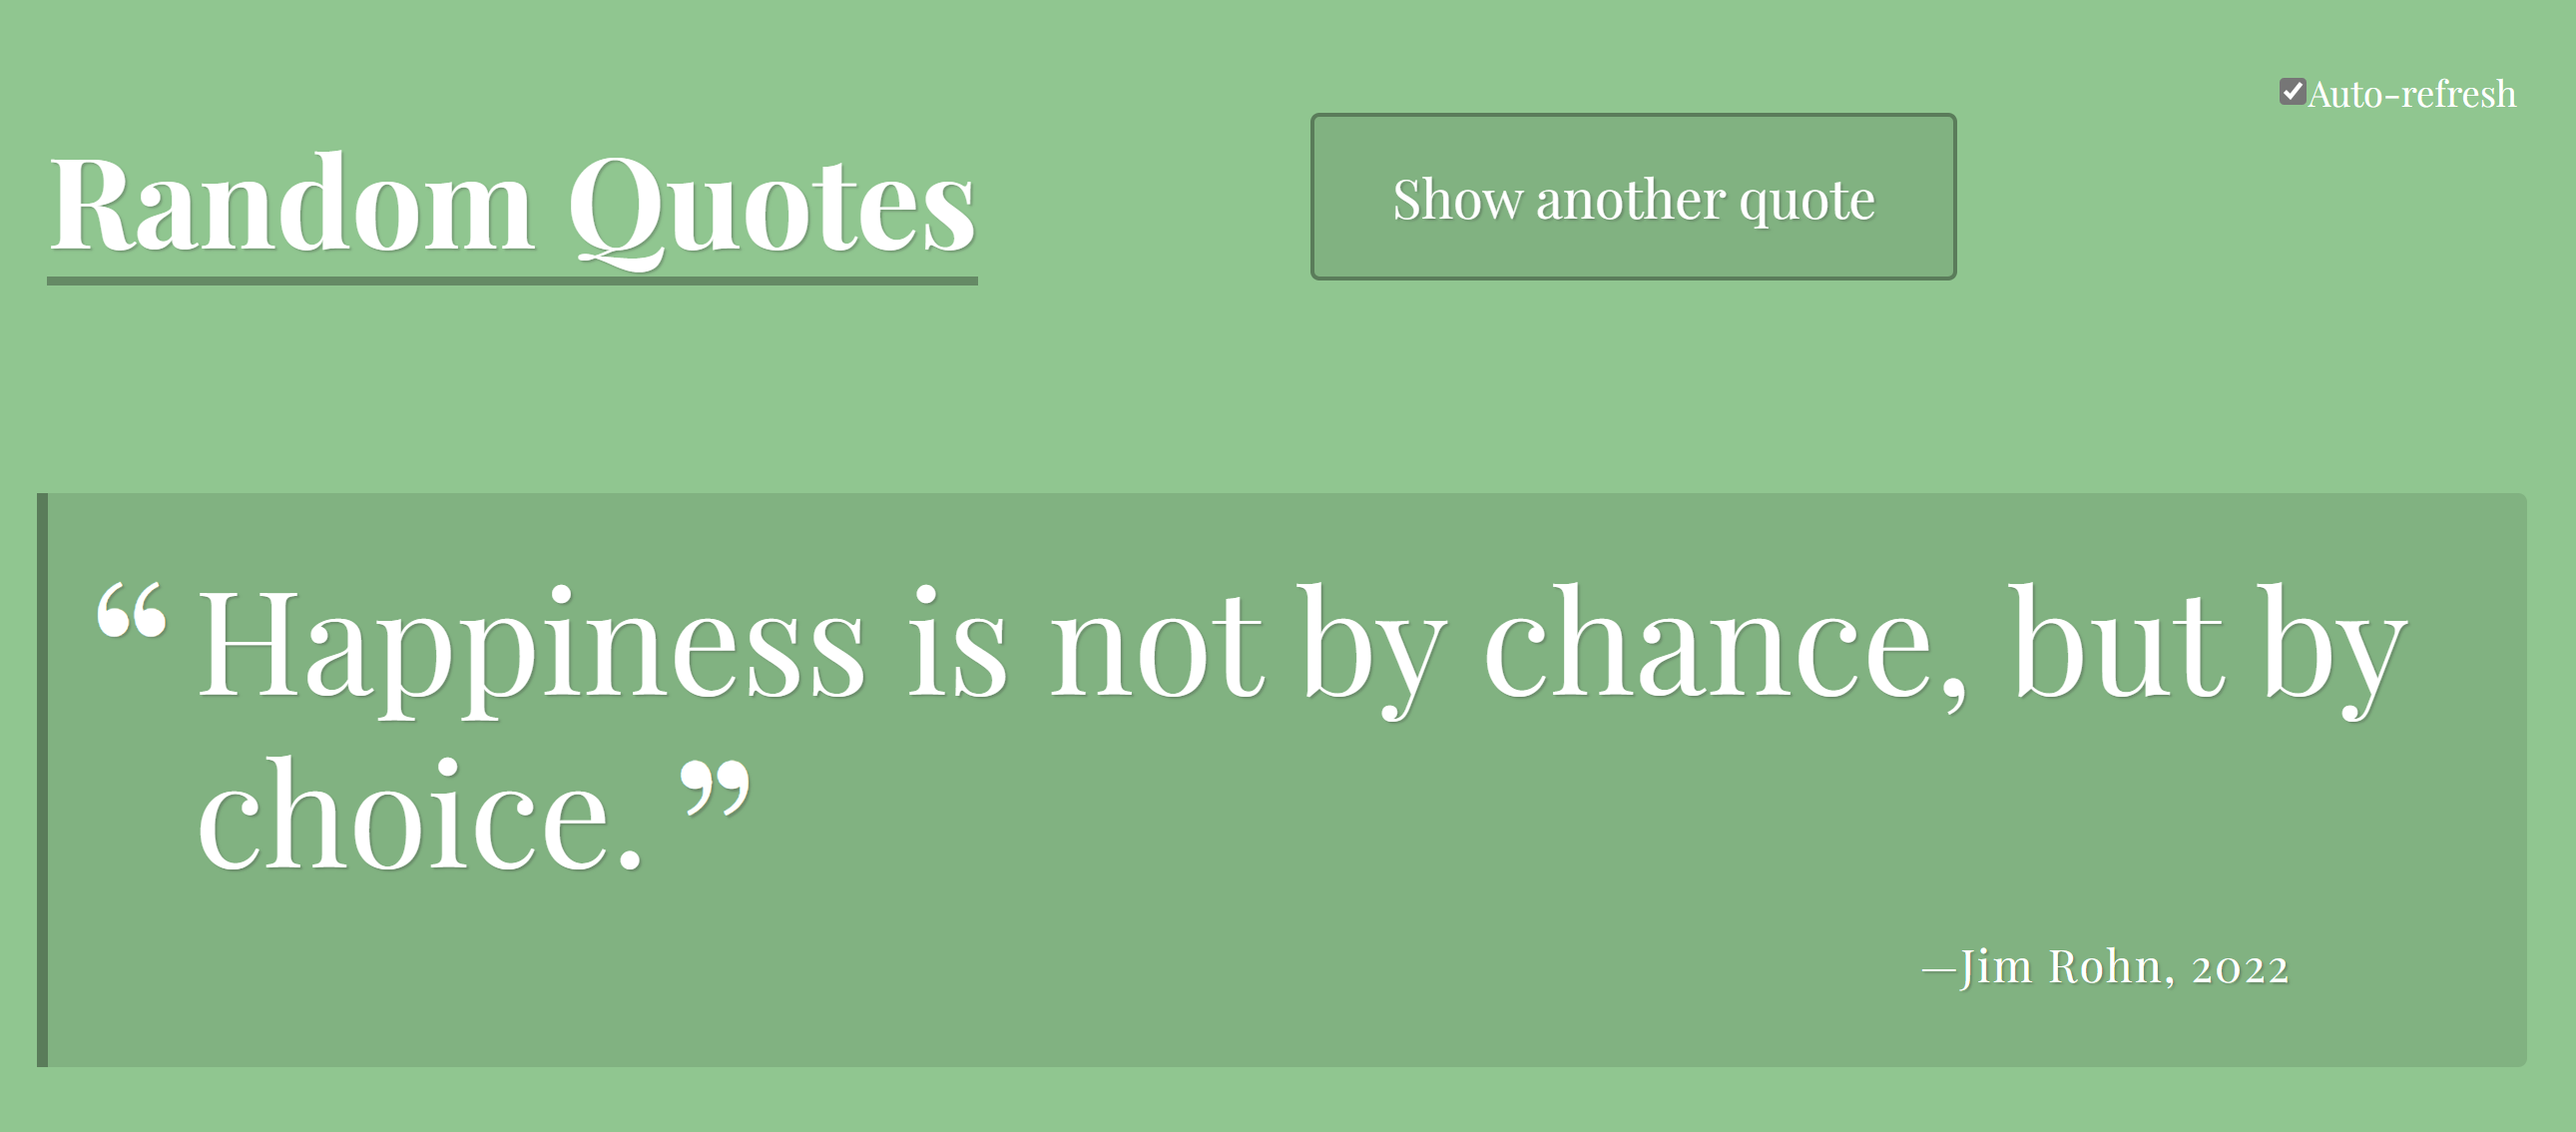 Auto-refresh
Random Quotes
Show another quote
“ Happiness is not by chance, but by
choice. ”
—Jim Rohn, 2022